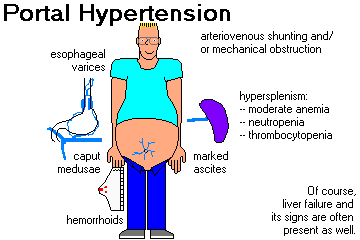 Portal Hypertension
arteriovenous shunting and/
or mechanical obstruction
esophageal
varices
hypersplenism:
-- moderate anemia
-- neutropenia
-- thrombocytopenia
caput
medusae
marked
ascites
hemorrhoids
Of course,
liver failure and
its signs are often
present as well.